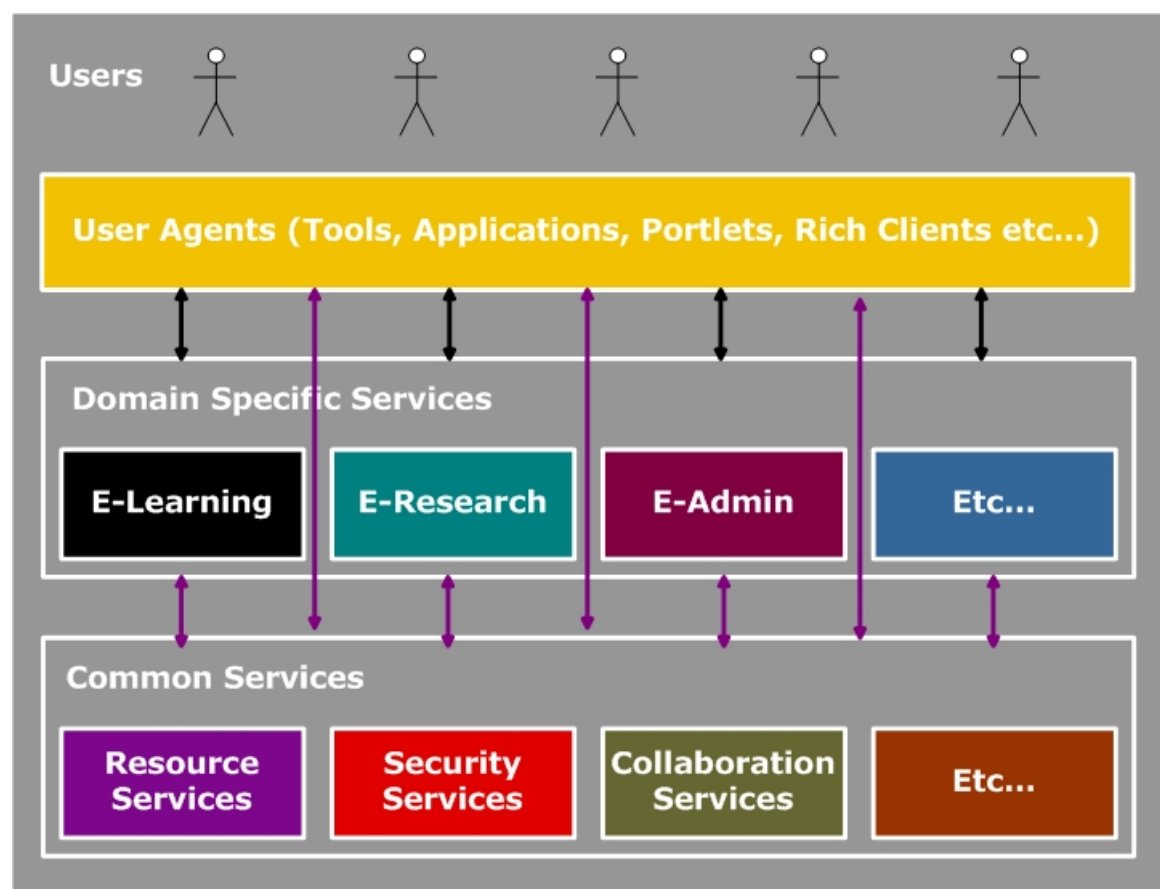 Users
User Agents (Tools, Applications, Portlets, Rich Clients etc...)
Domain Specific Services
E-Learning
E-Research
E-Admin
Etc...
Common Services
Resource
Services
Security
Services
Collaboration
Services
Etc...